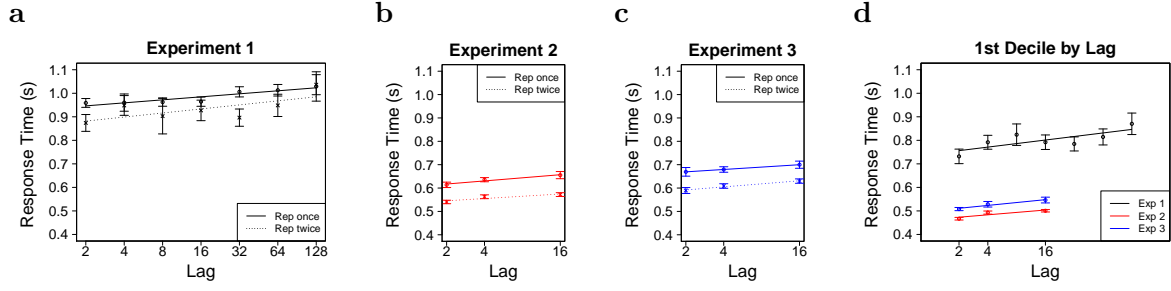 a
Experiment 1
Response Time (s)
1.1
1.0
0.9
0.8
0.7
0.6
0.5
0.4
Rep once
Rep twice
2 4 8 16 32 64 128
Lag
b
Experiment 2
Response Time (s)
1.1
1.0
0.9
0.8
0.7
0.6
0.5
0.4
Rep once
Rep twice
2 4 16
Lag
c
Experiment 3
Response Time (s)
1.1
1.0
0.9
0.8
0.7
0.6
0.5
0.4
Rep once
Rep twice
2 4 16
Lag
d
1st Decile by Lag
Response Time (s)
1.1
1.0
0.9
0.8
0.7
0.6
0.5
0.4
Exp 1
Exp 2
Exp 3
2 4 16
Lag